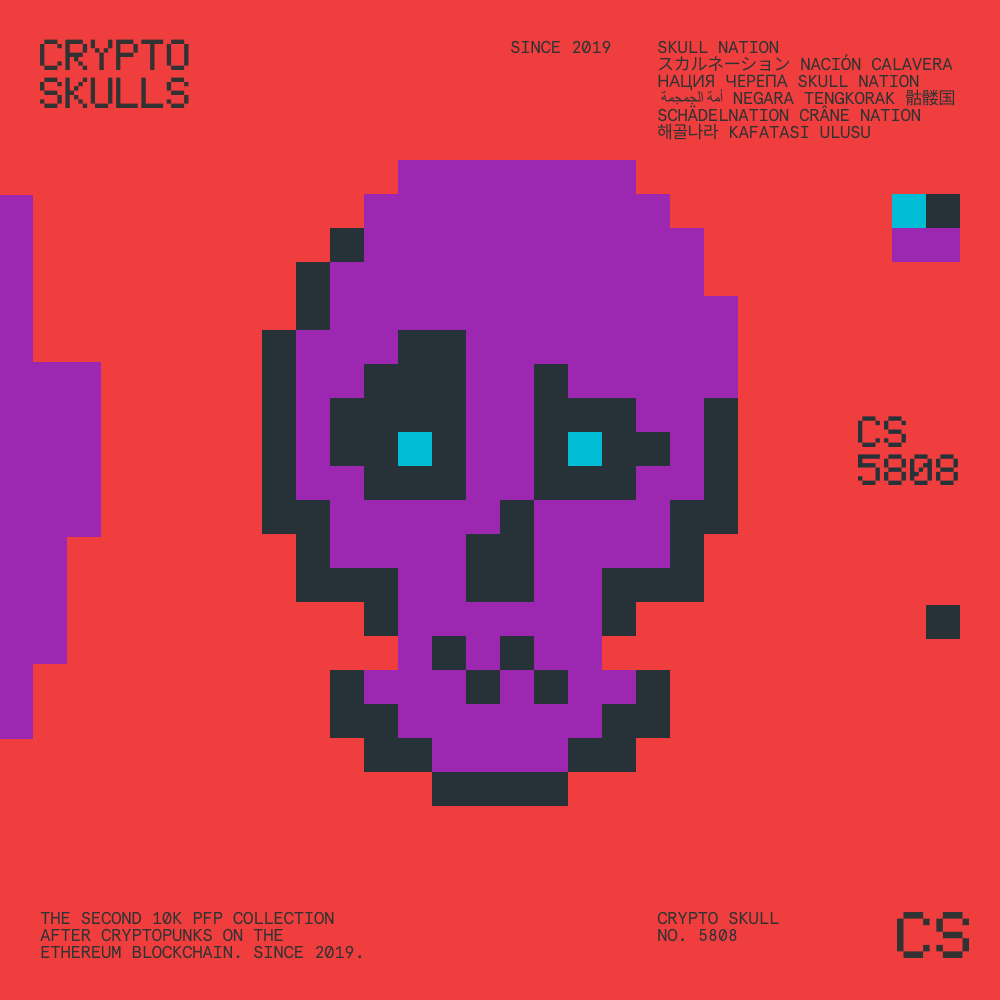 CRYPTO
SKULLS
SINCE 2019
SKULL NATION
スカルネーション NACIÓN CALAVERA
НАЦИЯ ЧЕРЕПА SKULL NATION
أمة الجمجمة NEGARA TENGKORAK 骷髅国
SCHÄDELNATION CRÂNE NATION
해골나라 KAFATASI ULUSU
CS
5808
THE SECOND 10K PFP COLLECTION
AFTER CRYPTOPUNKS ON THE
ETHEREUM BLOCKCHAIN. SINCE 2019.
CRYPTO SKULL
NO. 5808
CS